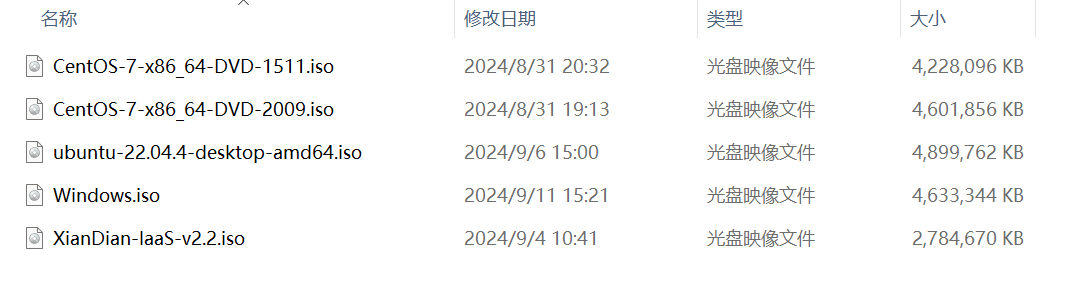 名称 修改日期 类型 大小
CentOS-7-x86_64-DVD-1511.iso 2024/8/31 20:32 光盘映像文件 4,228,096 KB
CentOS-7-x86_64-DVD-2009.iso 2024/8/31 19:13 光盘映像文件 4,601,856 KB
ubuntu-22.04.4-desktop-amd64.iso 2024/9/6 15:00 光盘映像文件 4,899,762 KB
Windows.iso 2024/9/11 15:21 光盘映像文件 4,633,344 KB
XianDian-IaaS-v2.2.iso 2024/9/4 10:41 光盘映像文件 2,784,670 KB